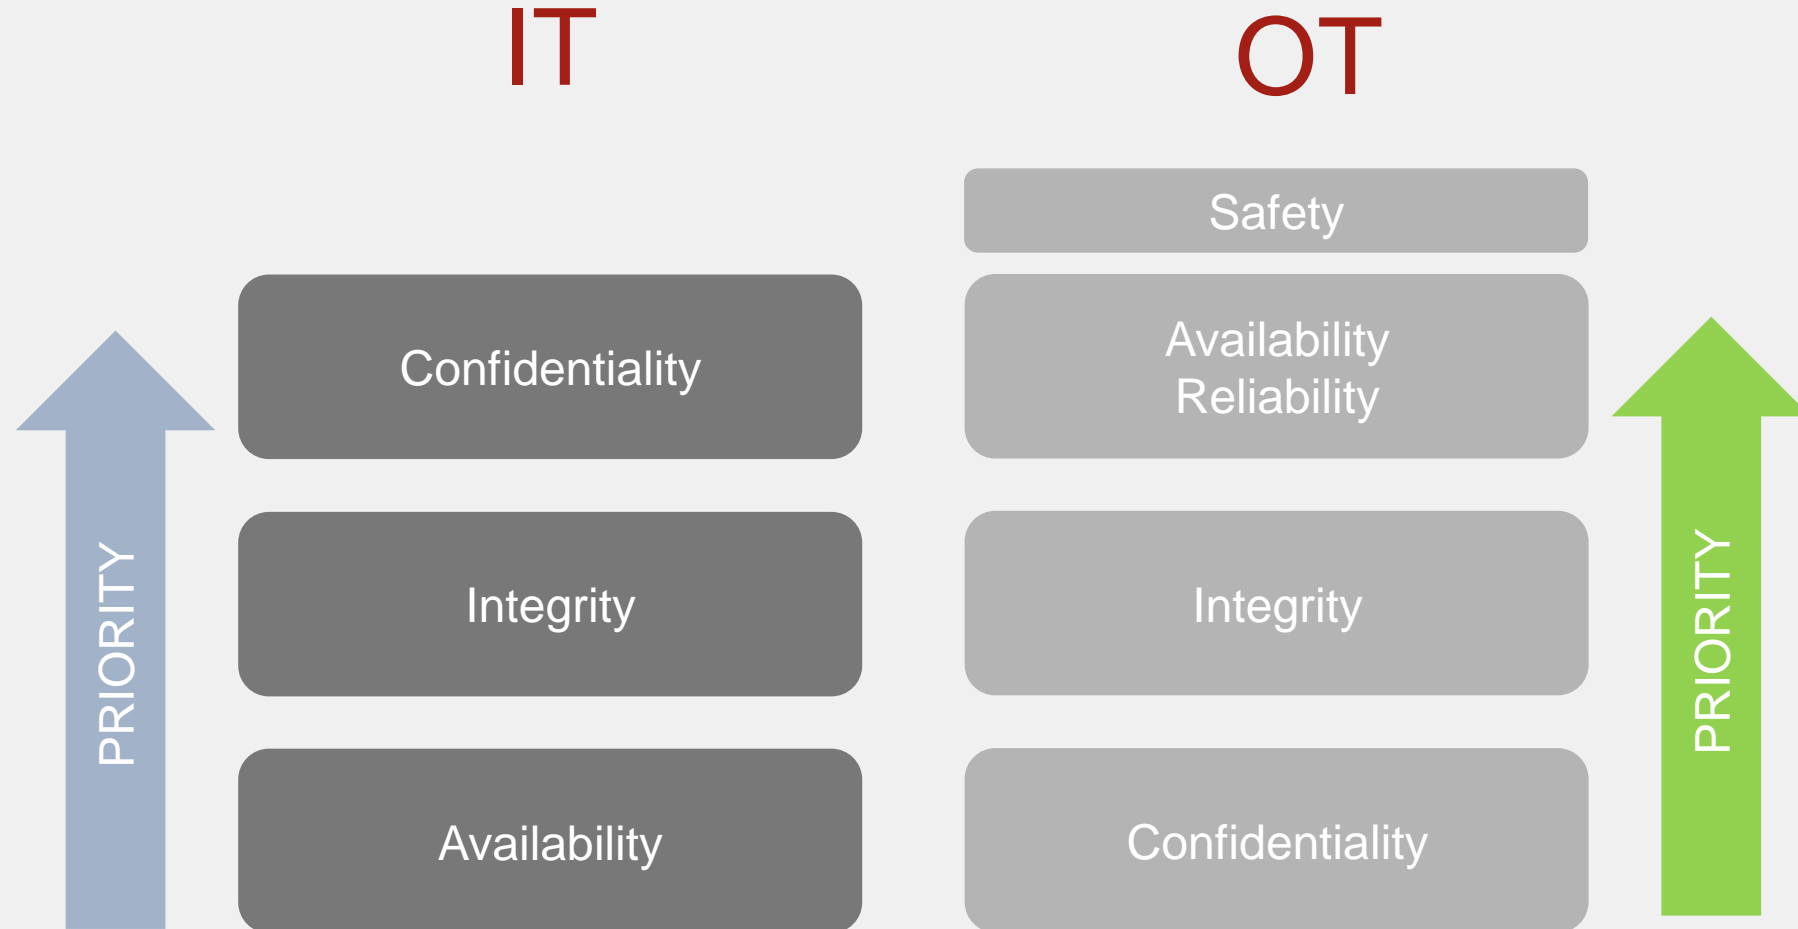 IT
OT
Safety
Confidentiality
Availability
Reliability
Integrity
Integrity
Availability
Confidentiality
PRIORITY
PRIORITY